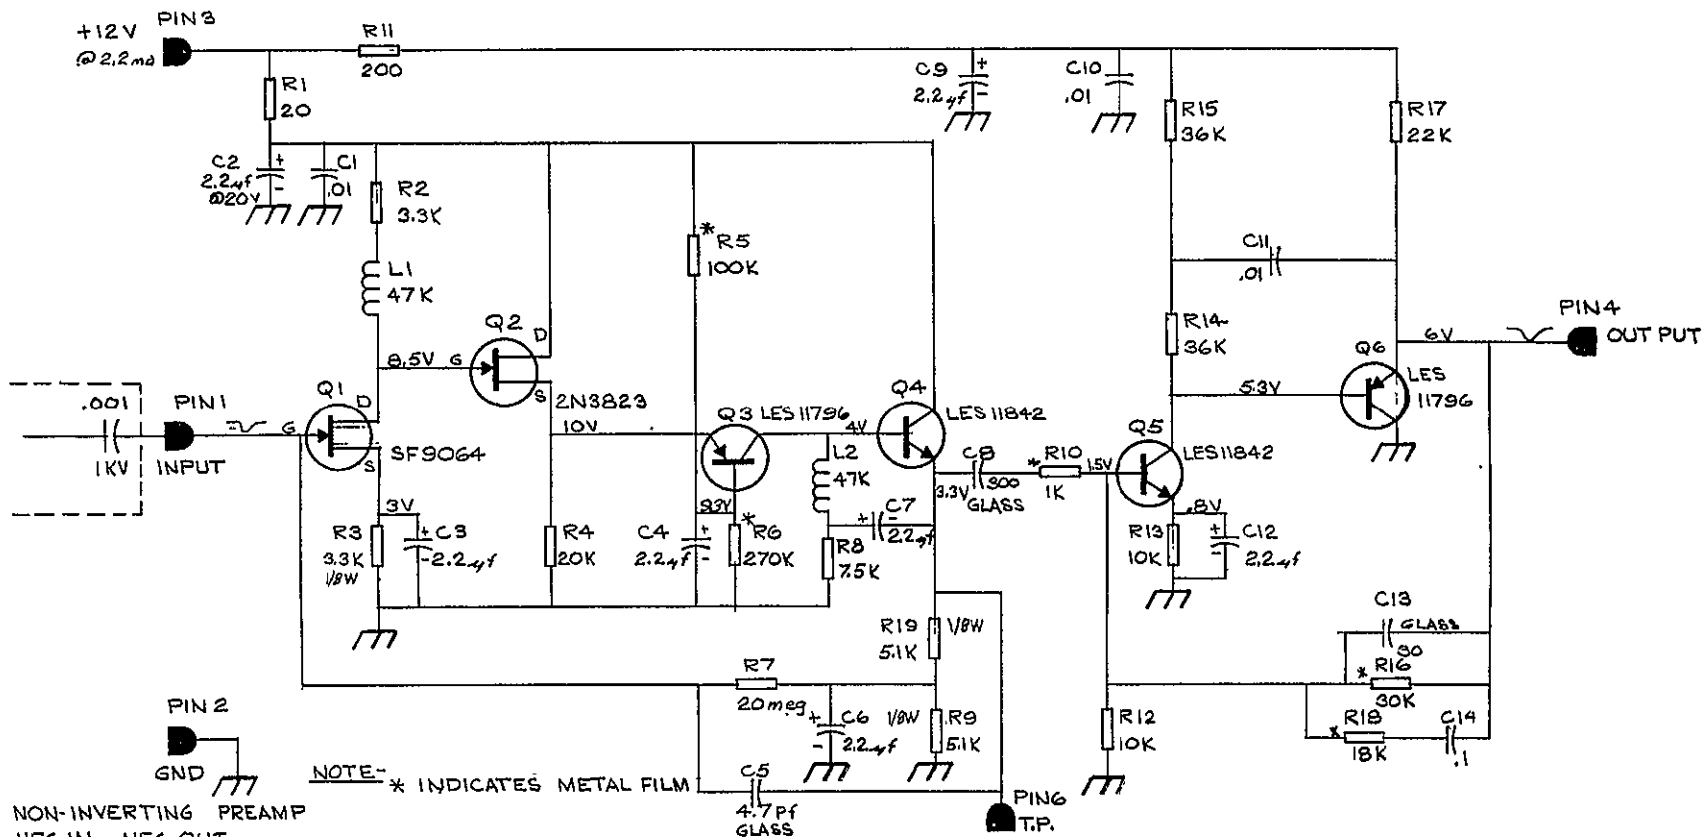 PIN3
+12V
@2.2ma
R11
200
R1
20
C2
2.2µf
@20V
+
-
C1
.01
R2
3.3K
L1
47K
C9
2.2µf
+
-
C10
.01
R15
36K
R17
22K
* R5
100K
C11
.01
R14
36K
PIN4
OUT PUT
6V
Q2
D
8.5V G
S
2N3823
10V
Q6
LES
11796
5.3V
.001
1KV
PIN1
INPUT
Q1
D
G
S
SF9064
Q3 LES 11796
4V
Q4
LES 11842
L2
47K
C8
300
GLASS
3.3V
* R10
1K
1.5V
Q5
LES11842
3V
R3
3.3K
1/8W
+ C3
- 2.2µf
R4
20K
C4
2.2µf
+
-
* R6
270K
R8
7.5K
+ C7 -
2.2µf
.8V
R13
10K
+ C12
- 2.2µf
R19 1/8W
5.1K
C13
GLASS
30
* R16
30K
* R18
18K
C14
.1
R7
20 meg
+ C6
- 2.2µf
1/8W R9
5.1K
R12
10K
PIN 2
GND
NOTE- * INDICATES METAL FILM
C5
4.7 Pf
GLASS
PIN6
T.P.
NON-INVERTING PREAMP